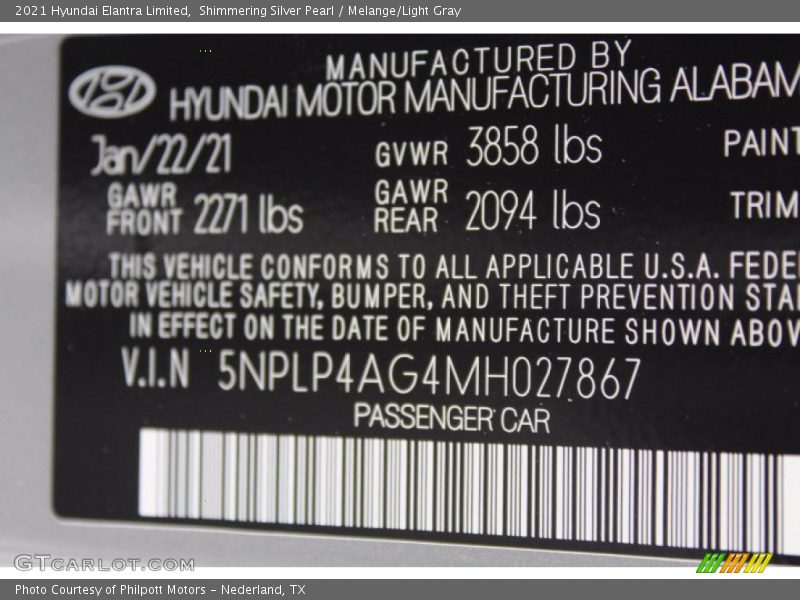 2021 Hyundai Elantra Limited, Shimmering Silver Pearl / Melange/Light Gray
MANUFACTURED BY
HYUNDAI MOTOR MANUFACTURING ALABAM
Jan/22/21 GVWR 3858 lbs PAINT
GAWR FRONT 2271 lbs GAWR REAR 2094 lbs TRIM
THIS VEHICLE CONFORMS TO ALL APPLICABLE U.S.A. FEDE
MOTOR VEHICLE SAFETY, BUMPER, AND THEFT PREVENTION STA
IN EFFECT ON THE DATE OF MANUFACTURE SHOWN ABOV
V.I.N 5NPLP4AG4MH027867
PASSENGER CAR
GTCARLOT.COM
Photo Courtesy of Philpott Motors - Nederland, TX